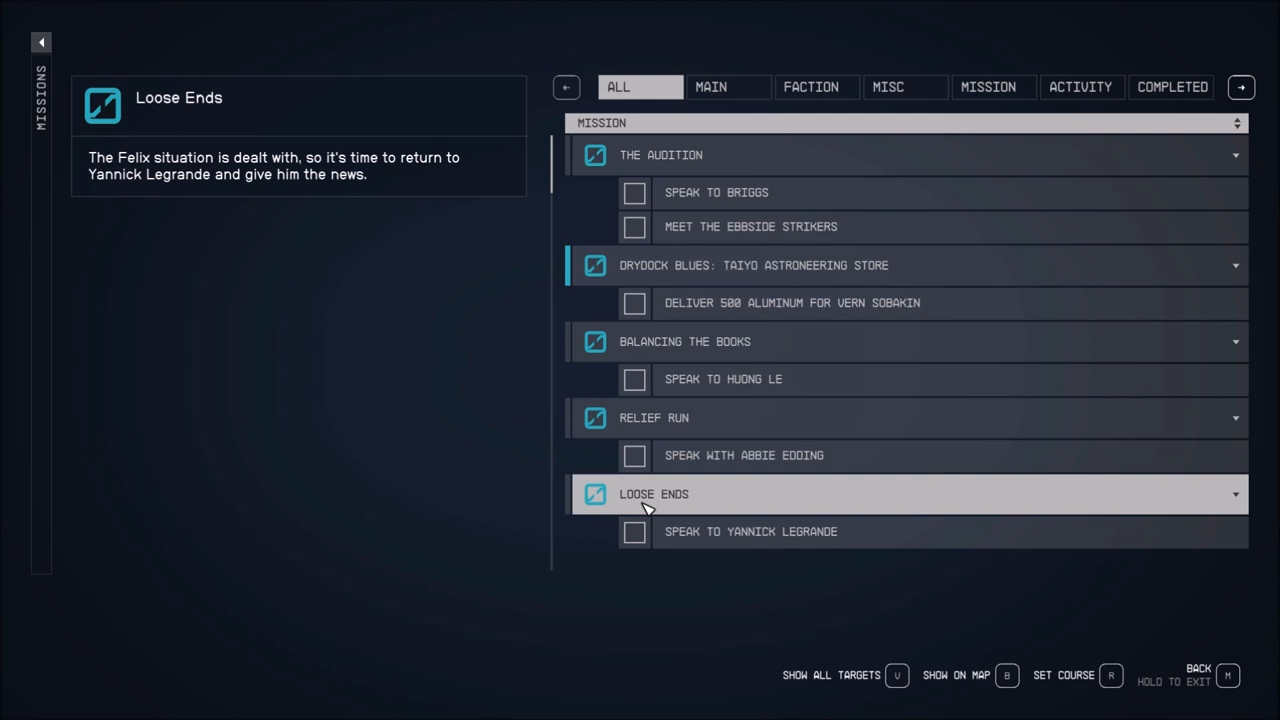 MISSIONS
Loose Ends
The Felix situation is dealt with, so it's time to return to
Yannick Legrande and give him the news.
ALL
MAIN
FACTION
MISC
MISSION
ACTIVITY
COMPLETED
MISSION
THE AUDITION
SPEAK TO BRIGGS
MEET THE EBBSIDE STRIKERS
DRYDOCK BLUES: TAIYO ASTRONEERING STORE
DELIVER 500 ALUMINUM FOR VERN SOBAKIN
BALANCING THE BOOKS
SPEAK TO HUONG LE
RELIEF RUN
SPEAK WITH ABBIE EDDING
LOOSE ENDS
SPEAK TO YANNICK LEGRANDE
SHOW ALL TARGETS V
SHOW ON MAP B
SET COURSE R
BACK M
HOLD TO EXIT